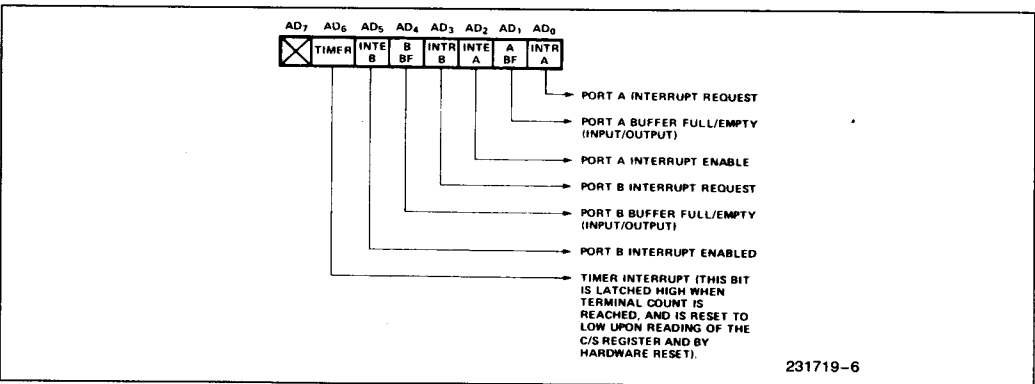 AD7 AD6 AD5 AD4 AD3 AD2 AD1 AD0
TIMER INTE B B BF INTR B INTE A A BF INTR A
PORT A INTERRUPT REQUEST
PORT A BUFFER FULL/EMPTY
(INPUT/OUTPUT)
PORT A INTERRUPT ENABLE
PORT B INTERRUPT REQUEST
PORT B BUFFER FULL/EMPTY
(INPUT/OUTPUT)
PORT B INTERRUPT ENABLED
TIMER INTERRUPT (THIS BIT
IS LATCHED HIGH WHEN
TERMINAL COUNT IS
REACHED, AND IS RESET TO
LOW UPON READING OF THE
C/S REGISTER AND BY
HARDWARE RESET).
231719-6